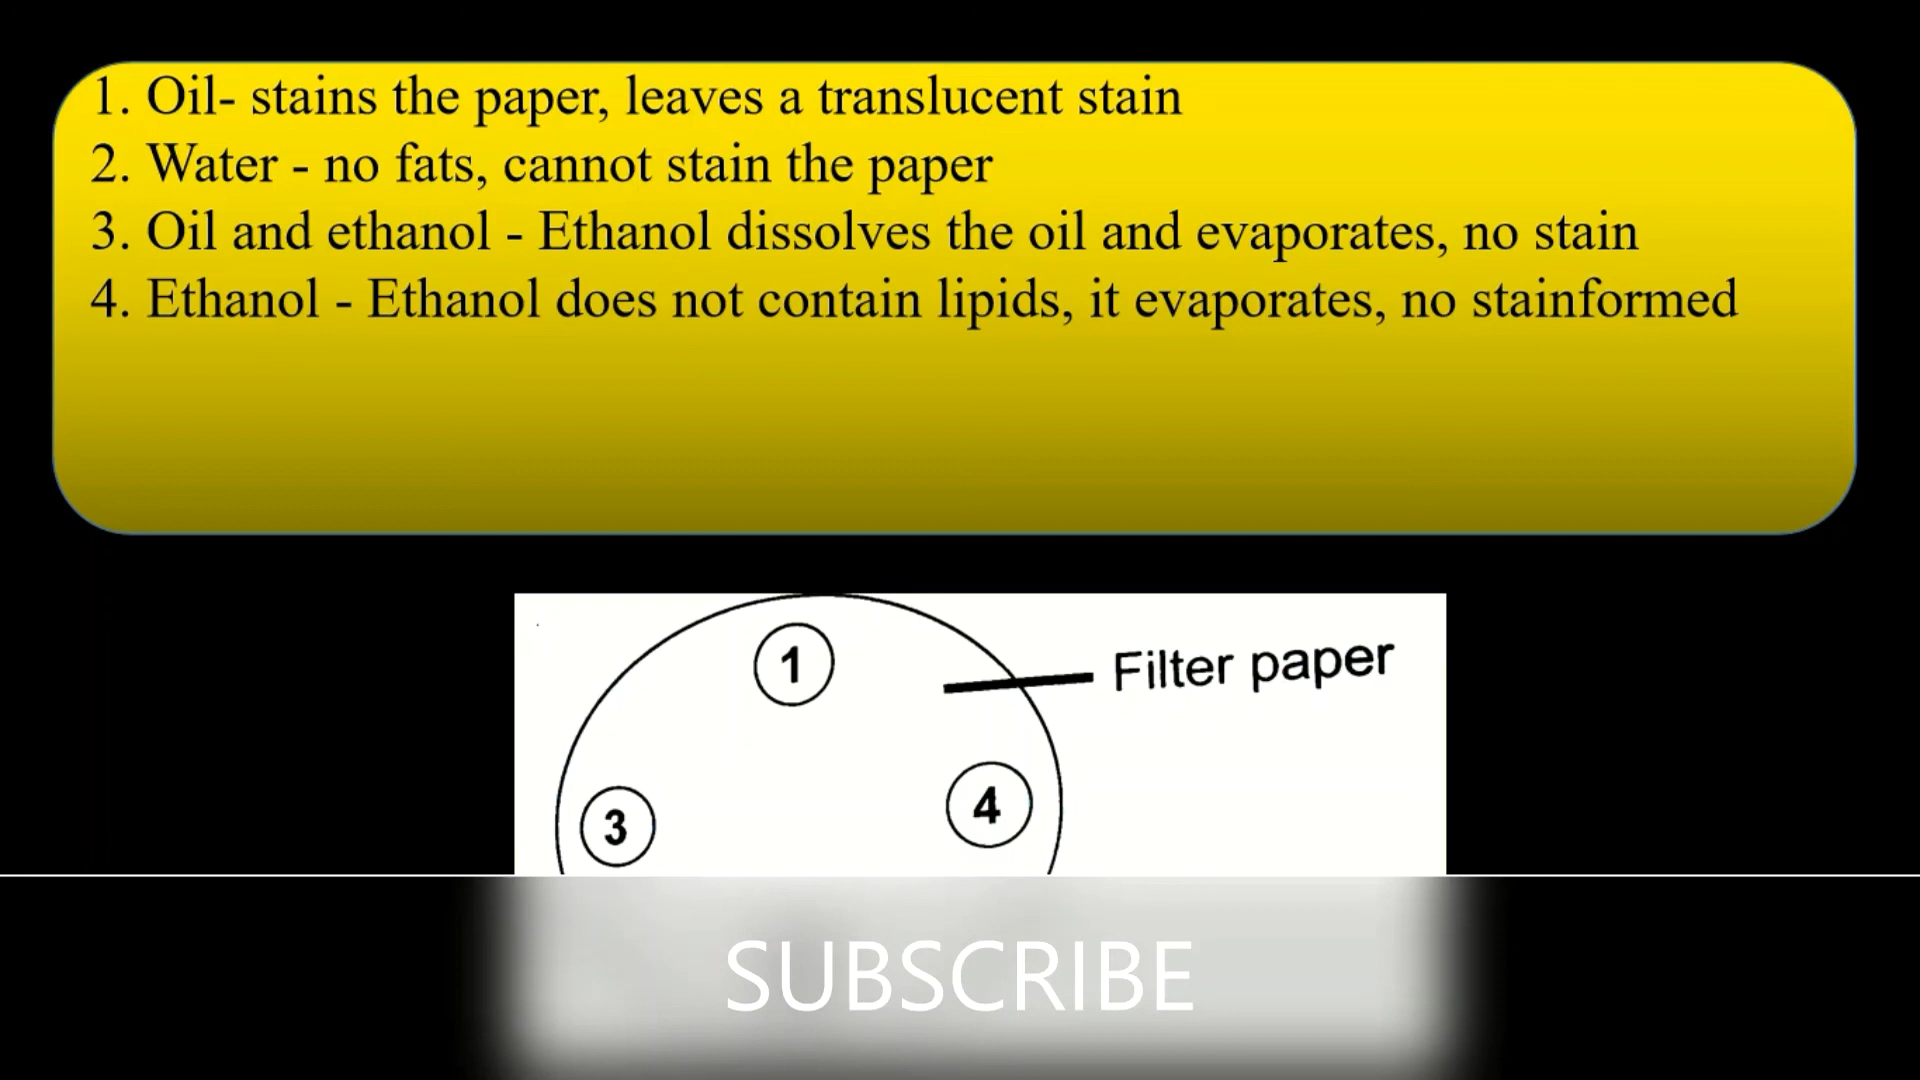 1. Oil- stains the paper, leaves a translucent stain
2. Water - no fats, cannot stain the paper
3. Oil and ethanol - Ethanol dissolves the oil and evaporates, no stain
4. Ethanol - Ethanol does not contain lipids, it evaporates, no stainformed
1
Filter paper
4
3
SUBSCRIBE